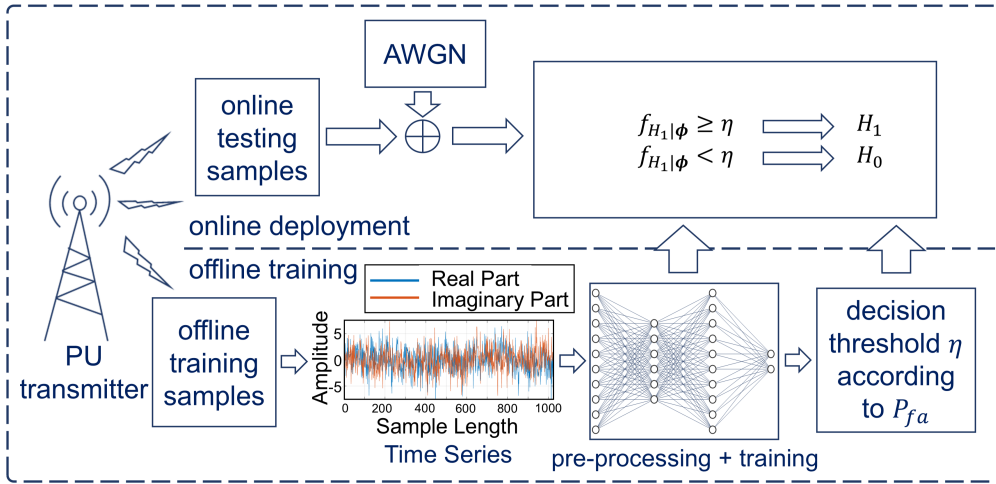 AWGN
online
testing
samples
f_{H_1|ϕ} ≥ η
H_1
f_{H_1|ϕ} < η
H_0
online deployment
offline training
PU
transmitter
offline
training
samples
Real Part
Imaginary Part
Amplitude
5
0
-5
0 200 400 600 800 1000
Sample Length
Time Series
pre-processing + training
decision
threshold η
according
to P_{fa}